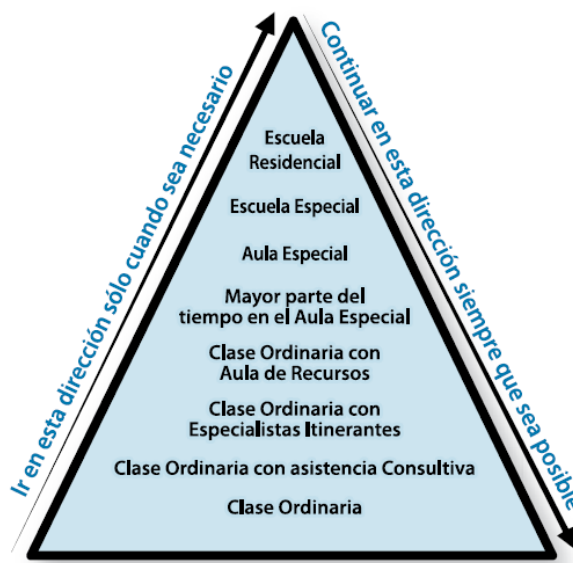 Ir en esta dirección sólo cuando sea necesario
Continuar en esta dirección siempre que sea posible
Escuela
Residencial
Escuela Especial
Aula Especial
Mayor parte del
tiempo en el Aula Especial
Clase Ordinaria con
Aula de Recursos
Clase Ordinaria con
Especialistas Itinerantes
Clase Ordinaria con asistencia Consultiva
Clase Ordinaria